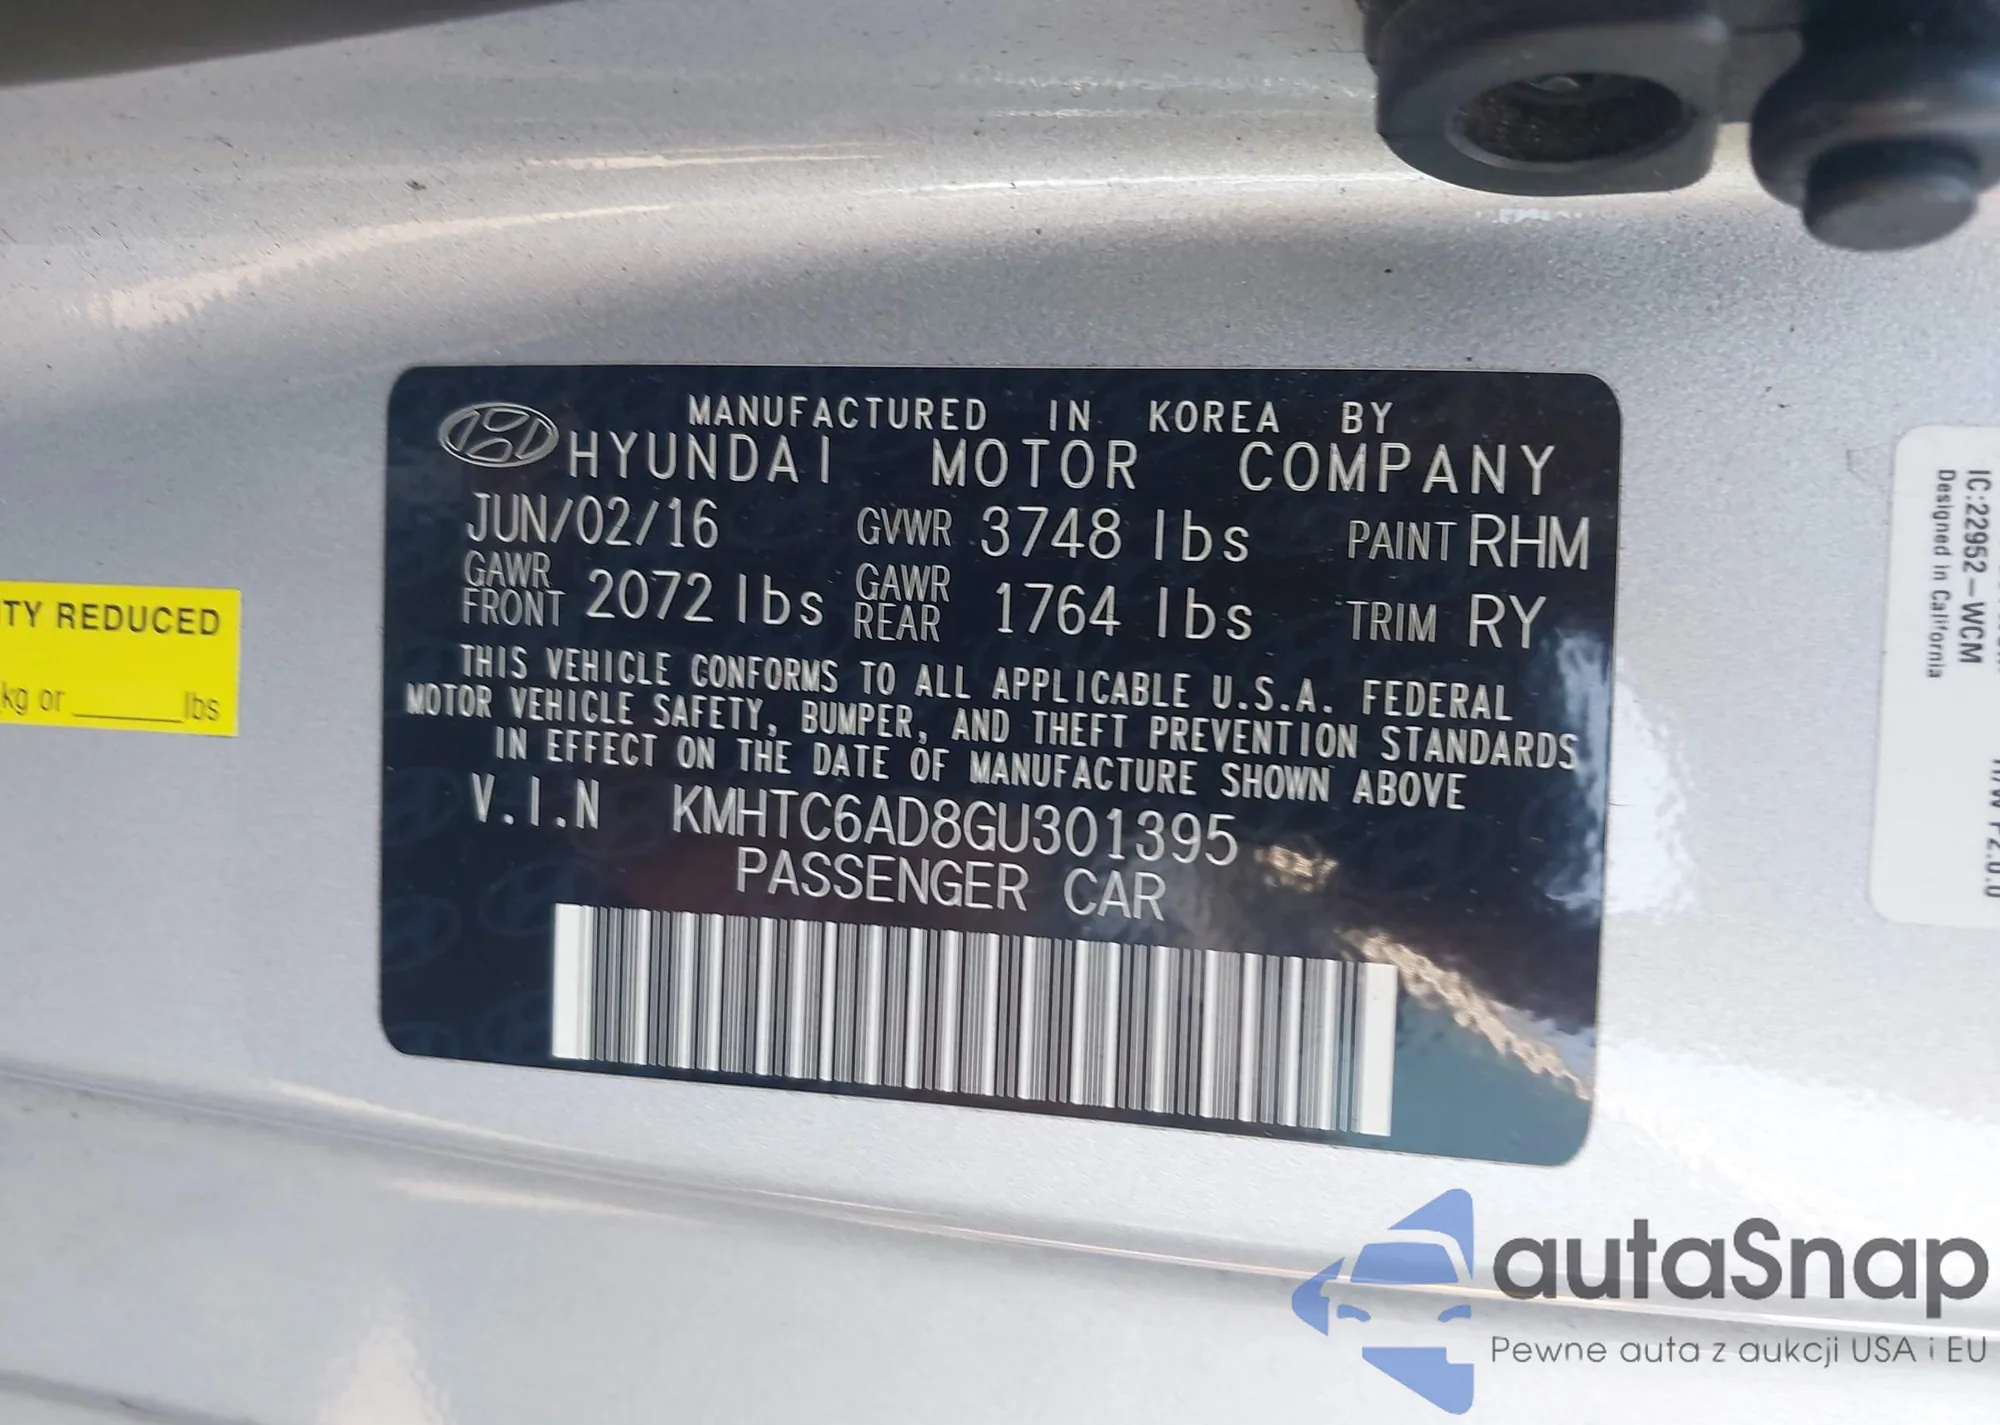 MANUFACTURED IN KOREA BY
HYUNDAI MOTOR COMPANY
JUN/02/16 GVWR 3748 lbs PAINT RHM
GAWR FRONT 2072 lbs GAWR REAR 1764 lbs TRIM RY
THIS VEHICLE CONFORMS TO ALL APPLICABLE U.S.A. FEDERAL
MOTOR VEHICLE SAFETY, BUMPER, AND THEFT PREVENTION STANDARDS
IN EFFECT ON THE DATE OF MANUFACTURE SHOWN ABOVE
V.I.N KMHTC6AD8GU301395
PASSENGER CAR
TY REDUCED
kg or ______lbs
IC:22952-WCM
Designed in California
autaSnap
Pewne auta z aukcji USA i EU